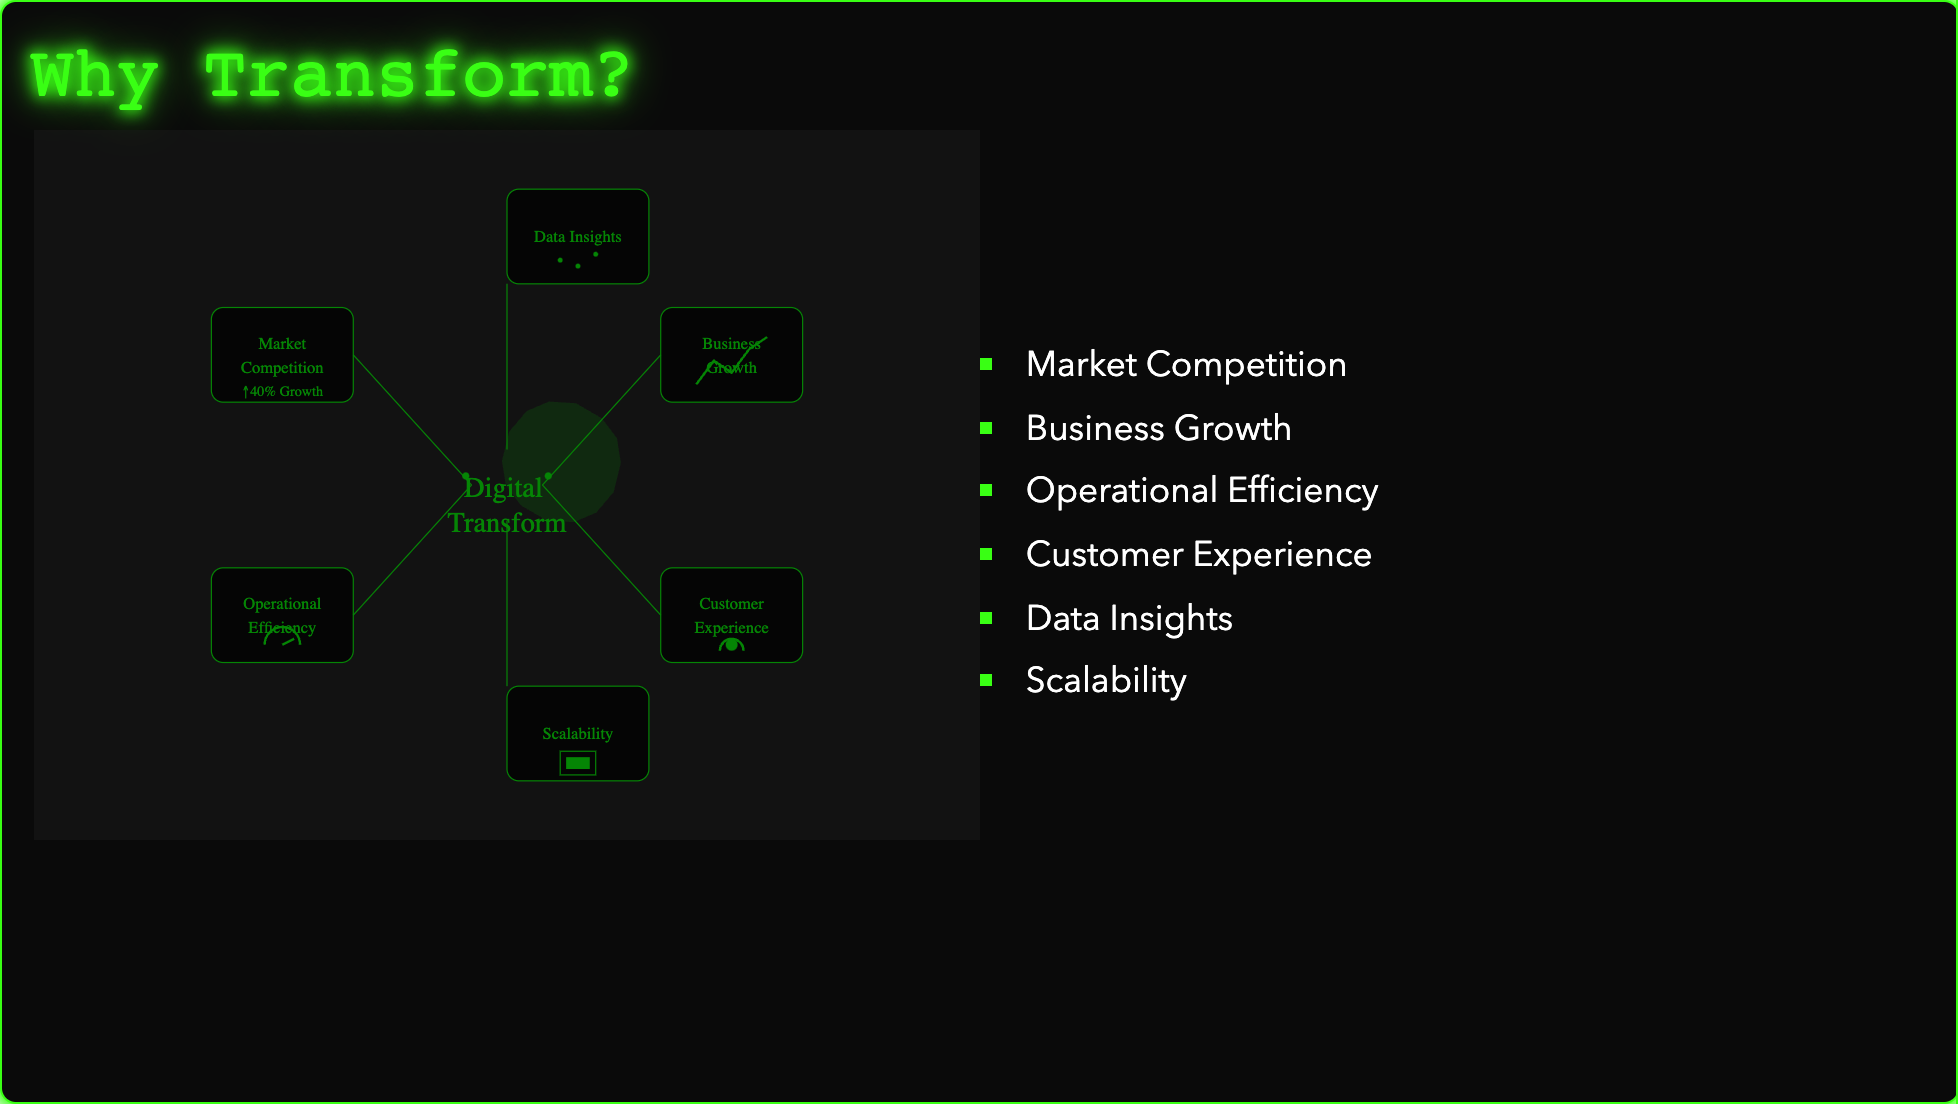 Why Transform?
Data Insights
Market
Competition
↑40% Growth
Business
Growth
Digital
Transform
Operational
Efficiency
Customer
Experience
Scalability
Market Competition
Business Growth
Operational Efficiency
Customer Experience
Data Insights
Scalability